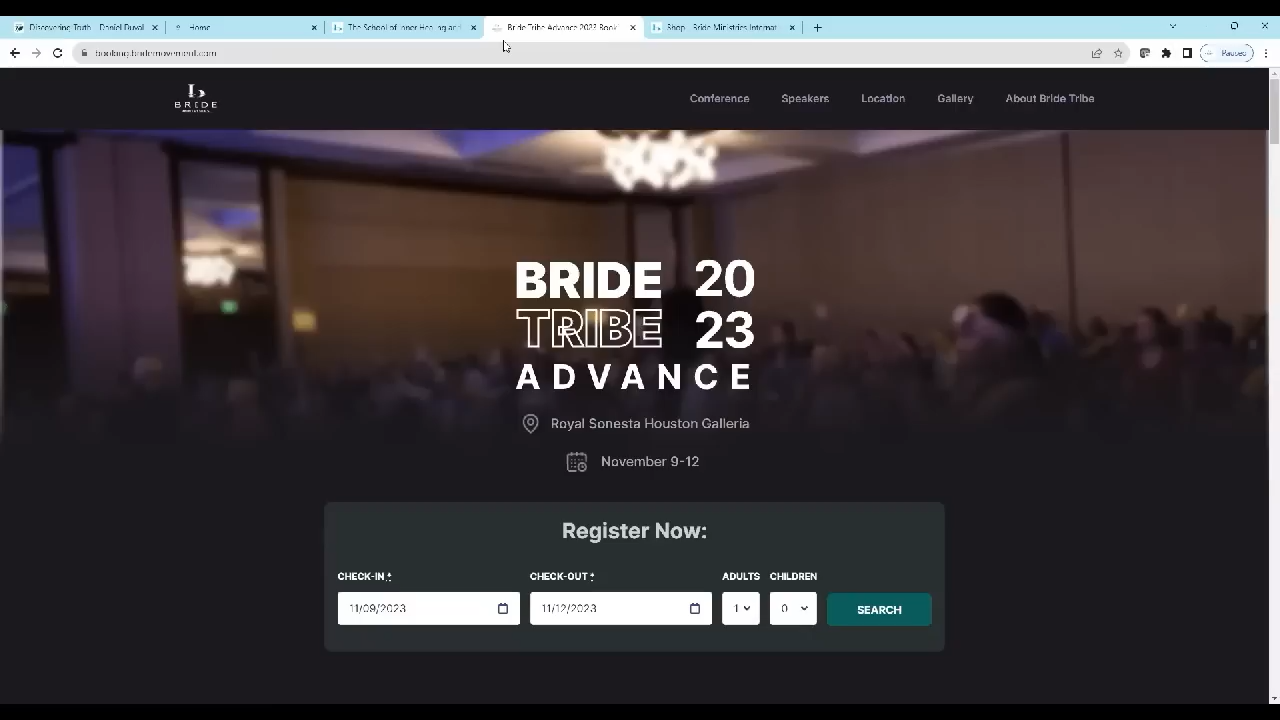 Discovering Truth - Daniel Duval
Home
The School of Inner Healing an
Bride Tribe Advance 2023 Book
Shop - Bride Ministries Internat
booking.bridemovement.com
Paused
BRIDE
Conference
Speakers
Location
Gallery
About Bride Tribe
BRIDE 20
TRIBE 23
ADVANCE
Royal Sonesta Houston Galleria
November 9-12
Register Now:
CHECK-IN *
CHECK-OUT *
ADULTS
CHILDREN
11/09/2023
11/12/2023
1
0
SEARCH